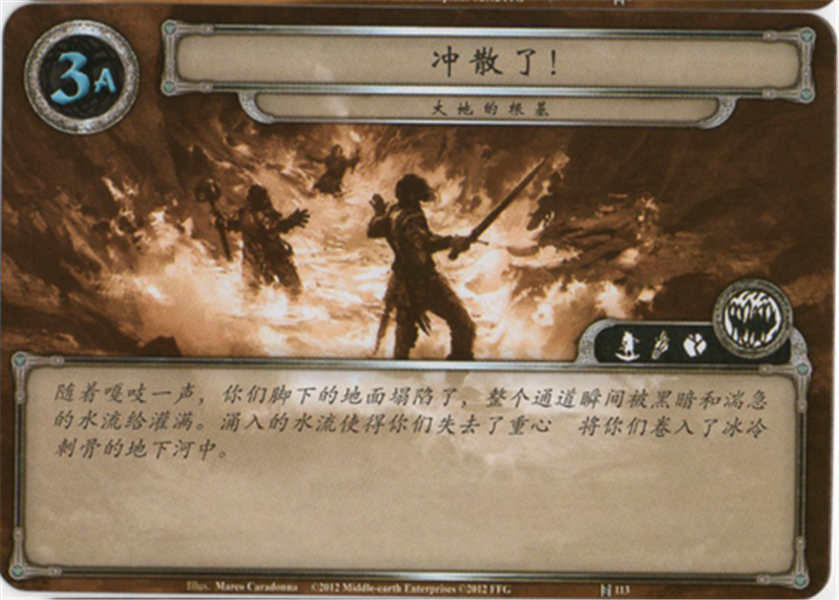 3A
冲散了!
大地的根基
随着嘎吱一声，你们脚下的地面塌陷了，整个通道瞬间被黑暗和湍急
的水流给灌满。涌入的水流使得你们失去了重心 将你们卷入了冰冷
刺骨的地下河中。
Illus. Marco Caradonna ©2012 Middle-earth Enterprises ©2012 FFG 113